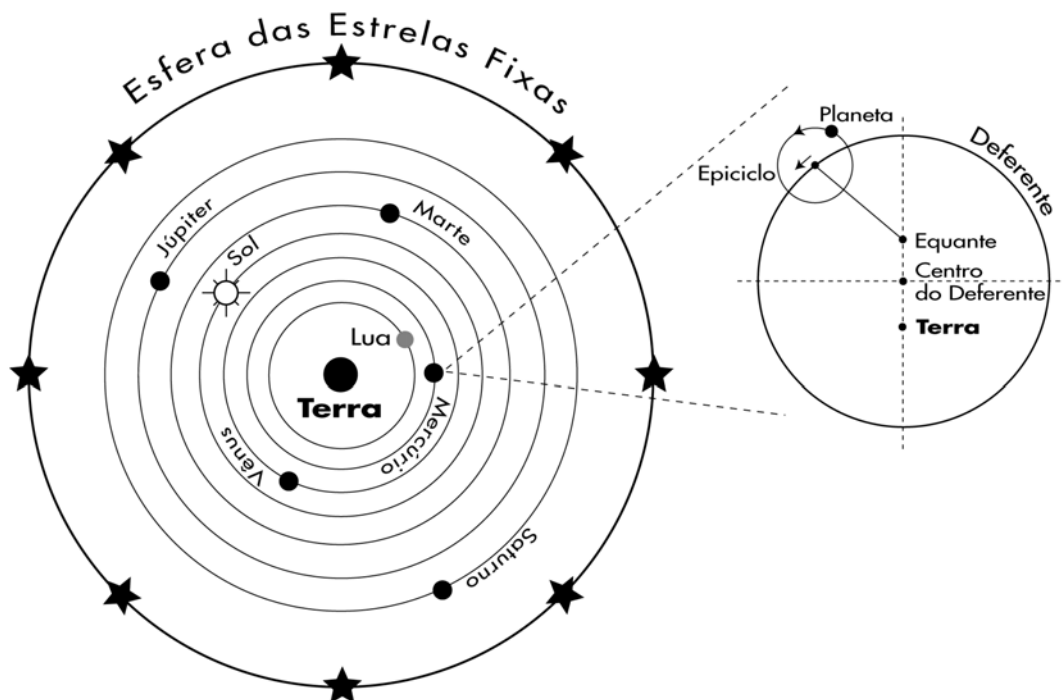 Esfera das Estrelas Fixas
Júpiter
Sol
Marte
Lua
Terra
Mercúrio
Vênus
Saturno
Planeta
Epiciclo
Deferente
Equante
Centro
do Deferente
Terra